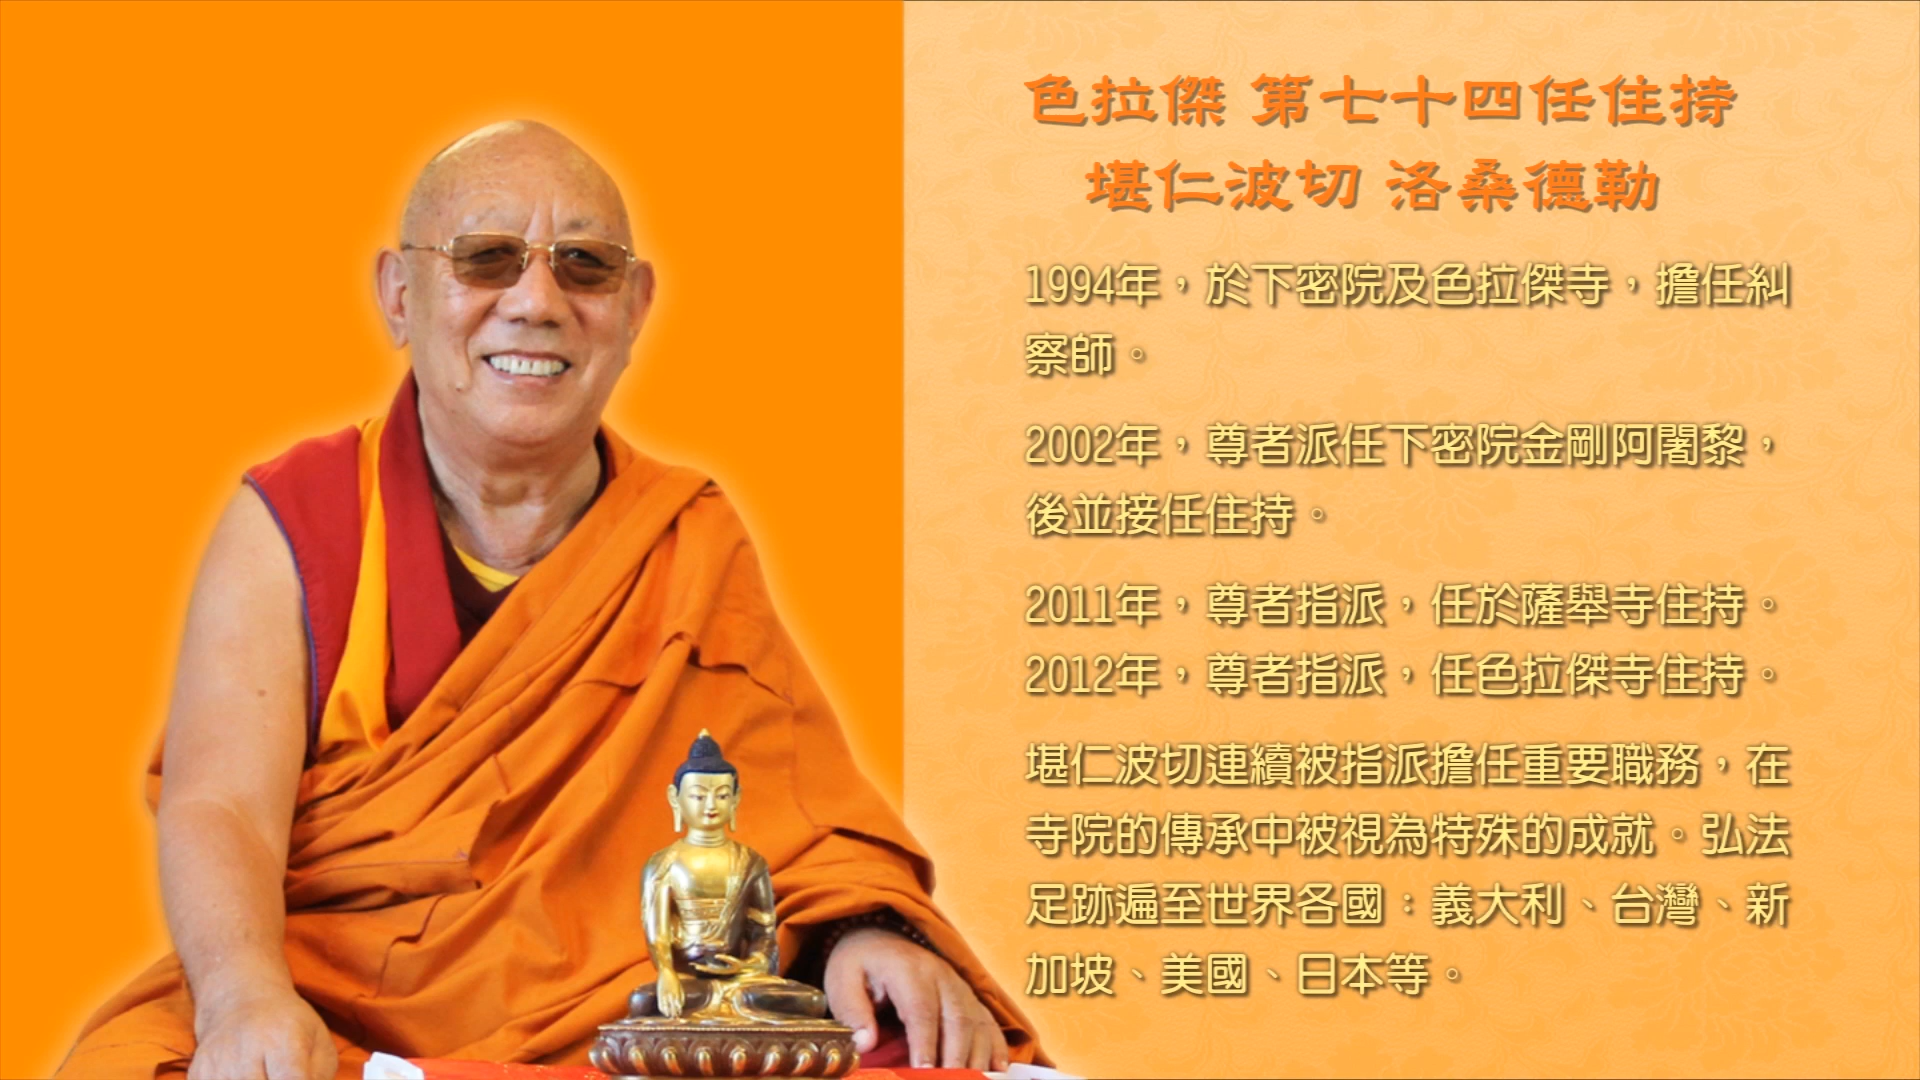 色拉傑 第七十四任住持
堪仁波切 洛桑德勒
1994年，於下密院及色拉傑寺，擔任糾
察師。
2002年，尊者派任下密院金剛阿闍黎，
後並接任住持。
2011年，尊者指派，任於薩舉寺住持。
2012年，尊者指派，任色拉傑寺住持。
堪仁波切連續被指派擔任重要職務，在
寺院的傳承中被視為特殊的成就。弘法
足跡遍至世界各國：義大利、台灣、新
加坡、美國、日本等。